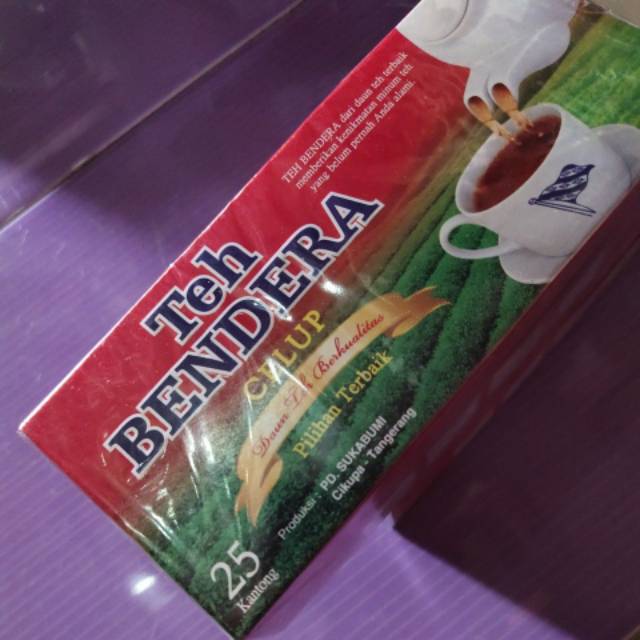 TEH BENDERA dari daun teh terbaik
memberikan kenikmatan minum teh
yang belum pernah Anda alami.
Teh
BENDERA
CELUP
Daun Teh Berkualitas
Pilihan Terbaik
Produksi : PD. SUKABUMI
Cikupa - Tangerang
25
Kantong